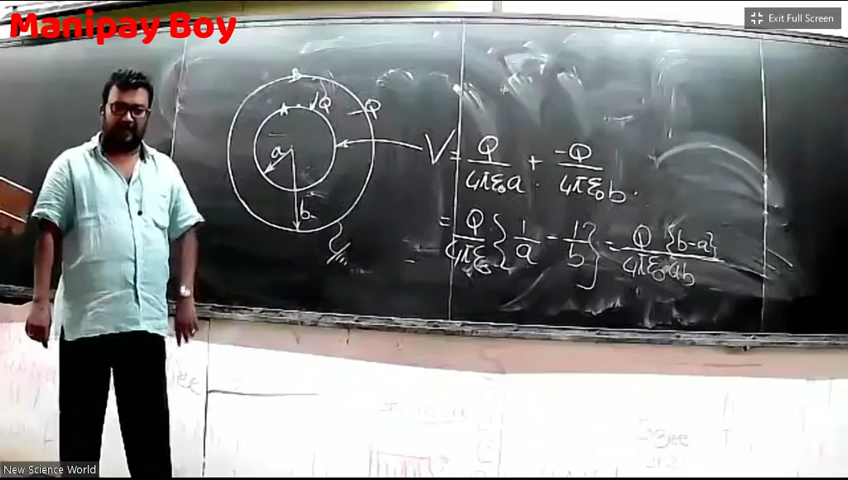 Manipay Boy
Exit Full Screen
B
A +Q -Q
a
b
V = Q/4πε₀a + -Q/4πε₀b
= Q/4πε₀ {1/a - 1/b} = Q {b-a}/4πε₀ab
New Science World